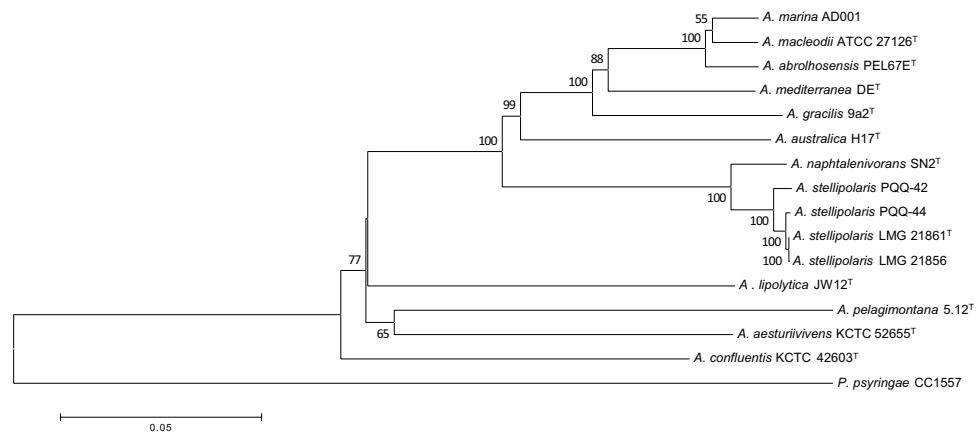 55
A. marina AD001
100
A. macleodii ATCC 27126ᵀ
A. abrolhosensis PEL67Eᵀ
88
A. mediterranea DEᵀ
100
A. gracilis 9a2ᵀ
99
A. australica H17ᵀ
100
A. naphtalenivorans SN2ᵀ
100
A. stellipolaris PQQ-42
100
A. stellipolaris PQQ-44
100
A. stellipolaris LMG 21861ᵀ
100
A. stellipolaris LMG 21856
77
A . lipolytica JW12ᵀ
A. pelagimontana 5.12ᵀ
65
A. aesturiivivens KCTC 52655ᵀ
A. confluentis KCTC 42603ᵀ
P. psyringae CC1557
0.05